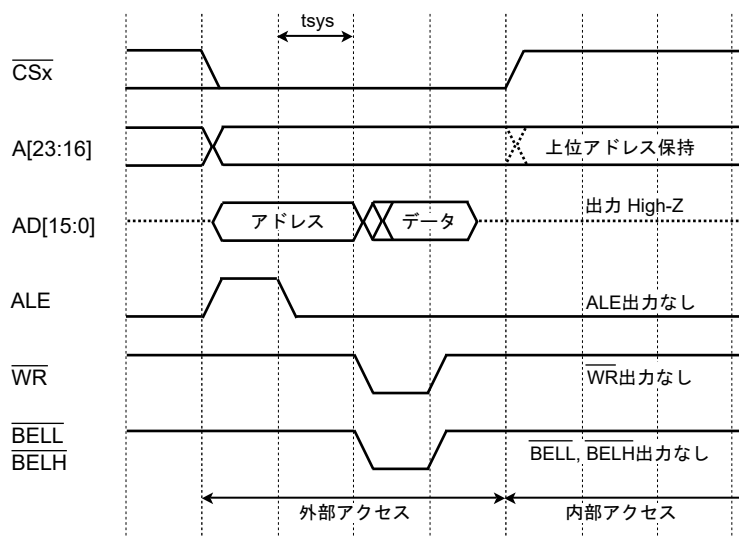 tsys
CSx
A[23:16]
上位アドレス保持
AD[15:0]
アドレス
データ
出力 High-Z
ALE
ALE出力なし
WR
WR出力なし
BELL
BELH
BELL, BELH出力なし
外部アクセス
内部アクセス